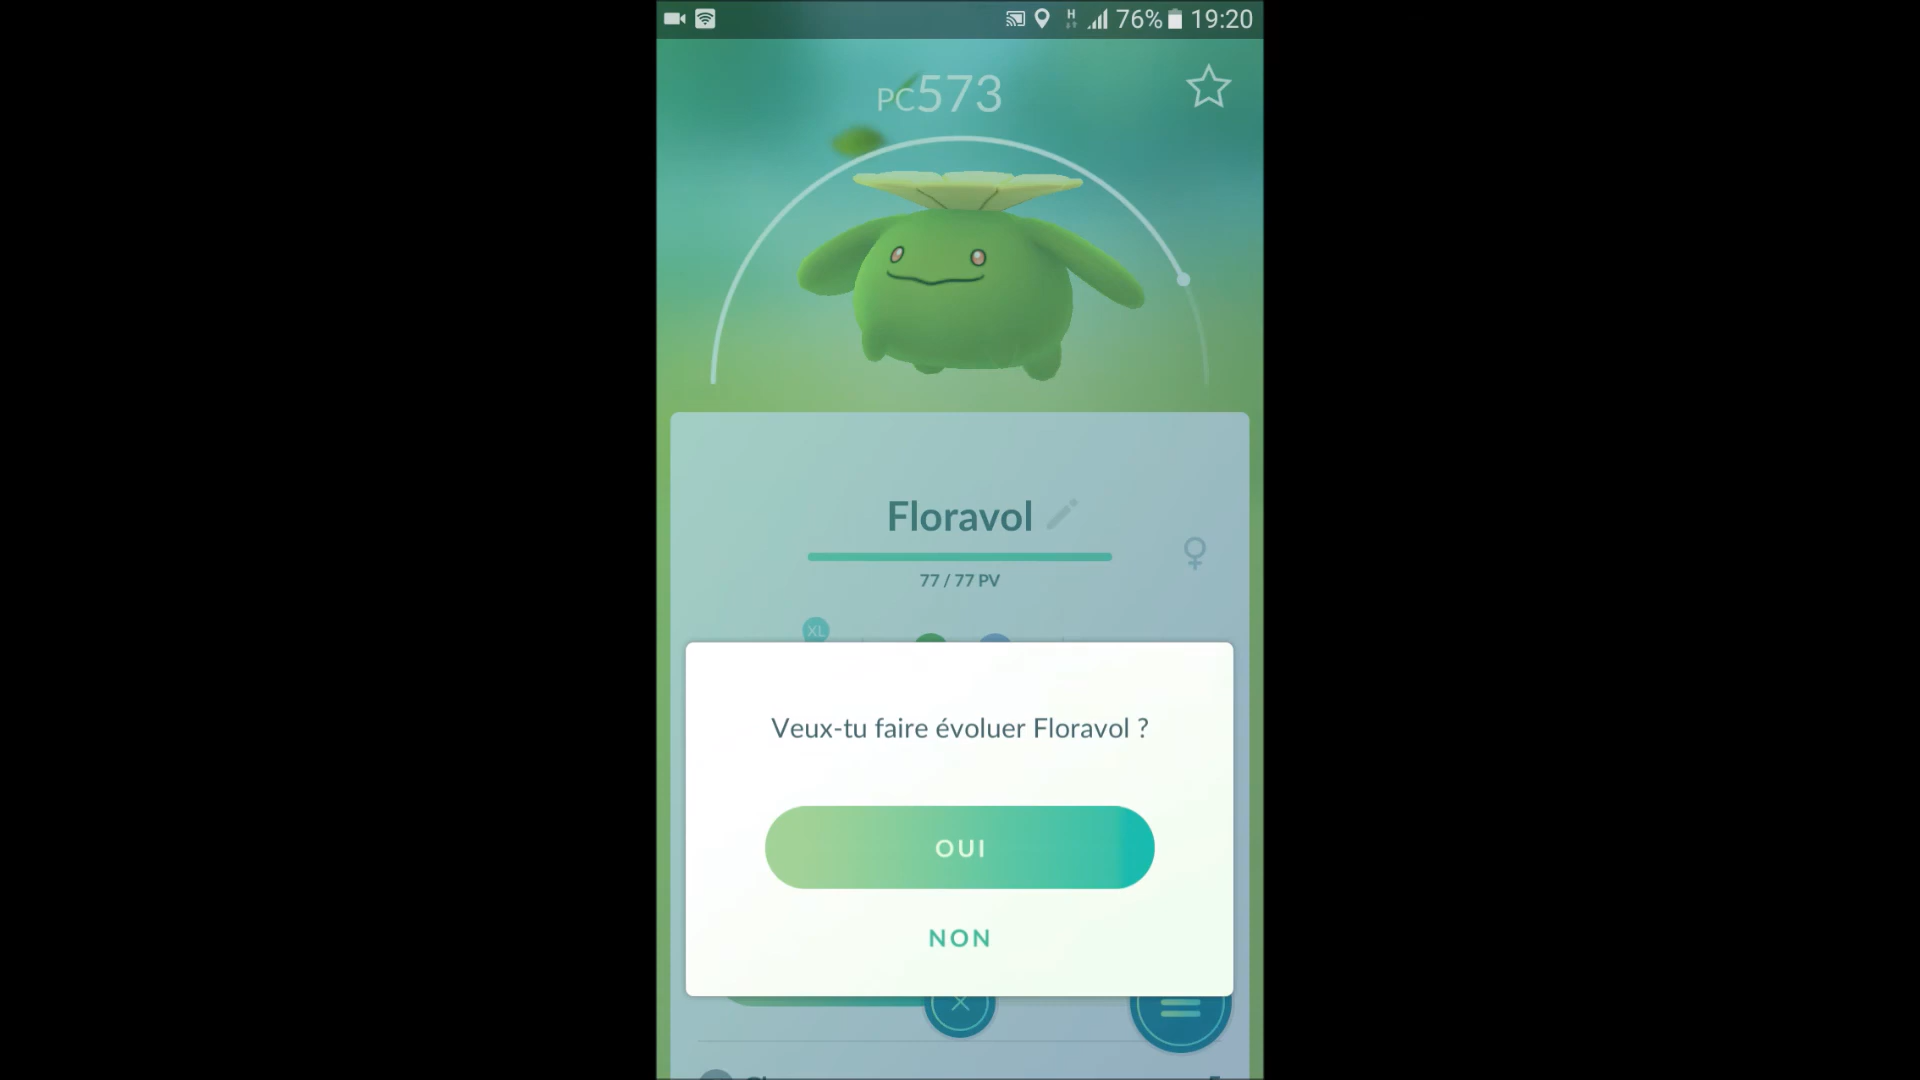 H 76% 19:20
PC573
Floravol
77 / 77 PV
XL
Veux-tu faire évoluer Floravol ?
OUI
NON